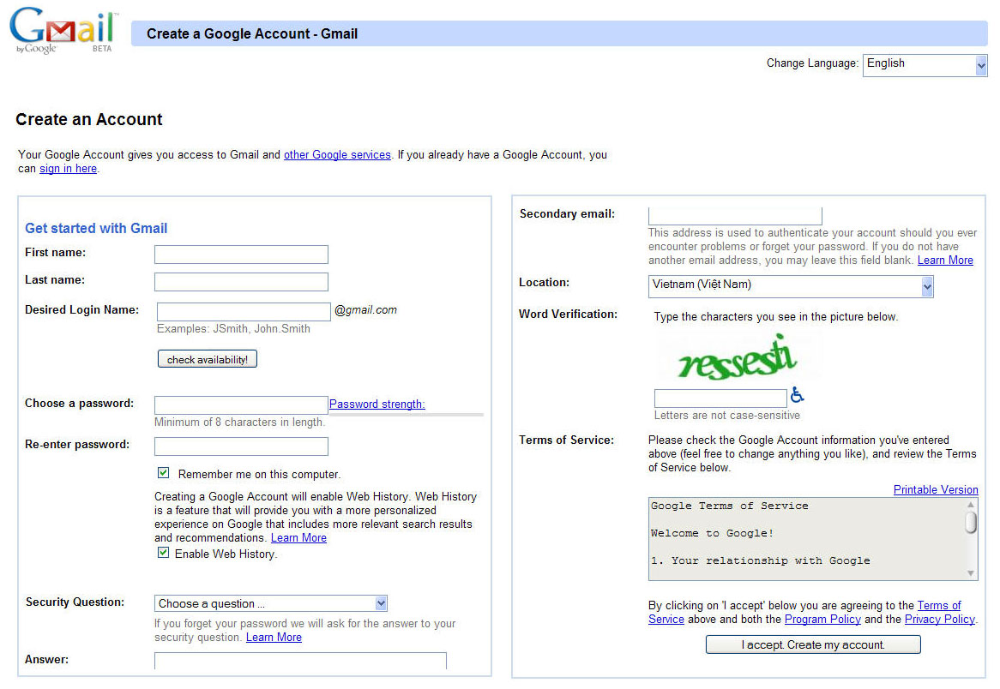 Gmail
by Google BETA
Create a Google Account - Gmail
Change Language: English
Create an Account
Your Google Account gives you access to Gmail and other Google services. If you already have a Google Account, you
can sign in here.
Get started with Gmail
First name:
Last name:
Desired Login Name: @gmail.com
Examples: JSmith, John.Smith
check availability!
Choose a password: Password strength:
Minimum of 8 characters in length.
Re-enter password:
Remember me on this computer.
Creating a Google Account will enable Web History. Web History
is a feature that will provide you with a more personalized
experience on Google that includes more relevant search results
and recommendations. Learn More
Enable Web History.
Security Question: Choose a question ...
If you forget your password we will ask for the answer to your
security question. Learn More
Answer:
Secondary email:
This address is used to authenticate your account should you ever
encounter problems or forget your password. If you do not have
another email address, you may leave this field blank. Learn More
Location: Vietnam (Việt Nam)
Word Verification: Type the characters you see in the picture below.
ressesti
Letters are not case-sensitive
Terms of Service: Please check the Google Account information you've entered
above (feel free to change anything you like), and review the Terms
of Service below.
Printable Version
Google Terms of Service
Welcome to Google!
1. Your relationship with Google
By clicking on 'I accept' below you are agreeing to the Terms of
Service above and both the Program Policy and the Privacy Policy.
I accept. Create my account.